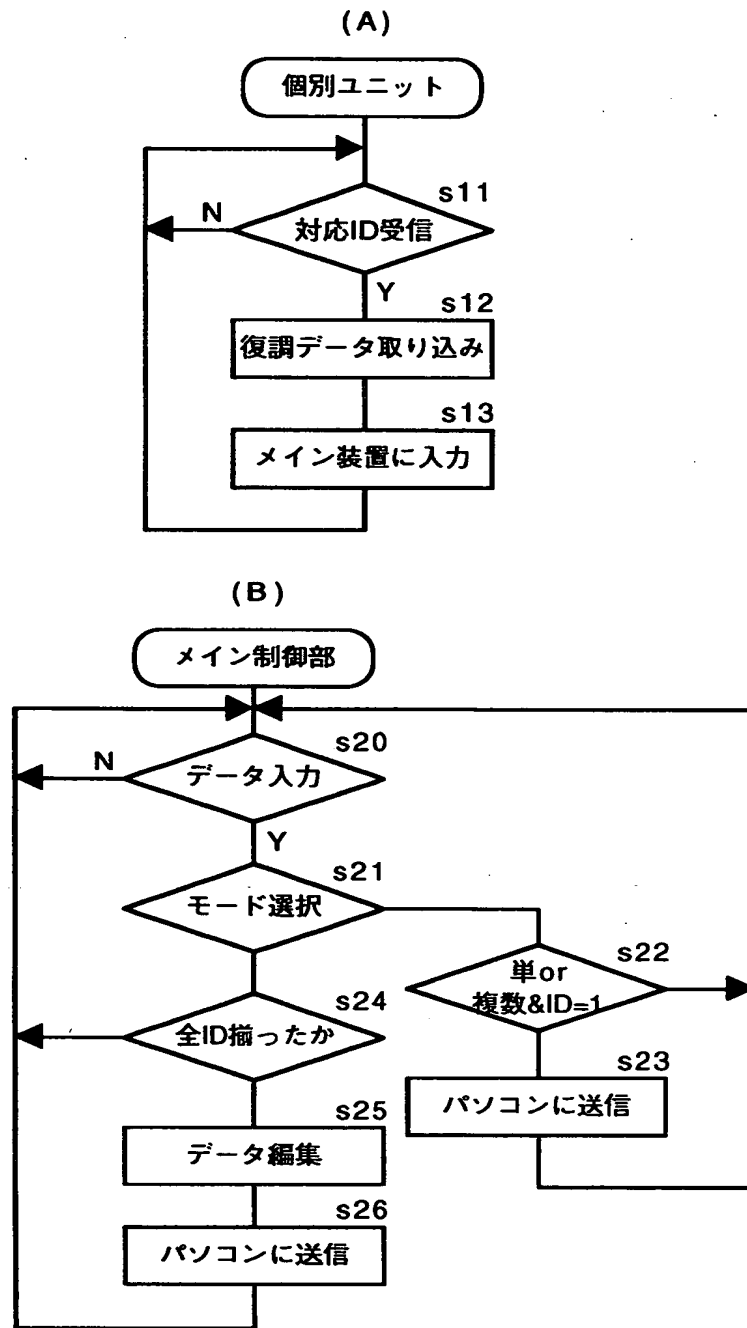 (A)
個別ユニット
s11
N
対応ID受信
Y
s12
復調データ取り込み
s13
メイン装置に入力
(B)
メイン制御部
s20
N
データ入力
Y
s21
モード選択
s22
単or
複数&ID=1
s24
全ID揃ったか
s23
パソコンに送信
s25
データ編集
s26
パソコンに送信